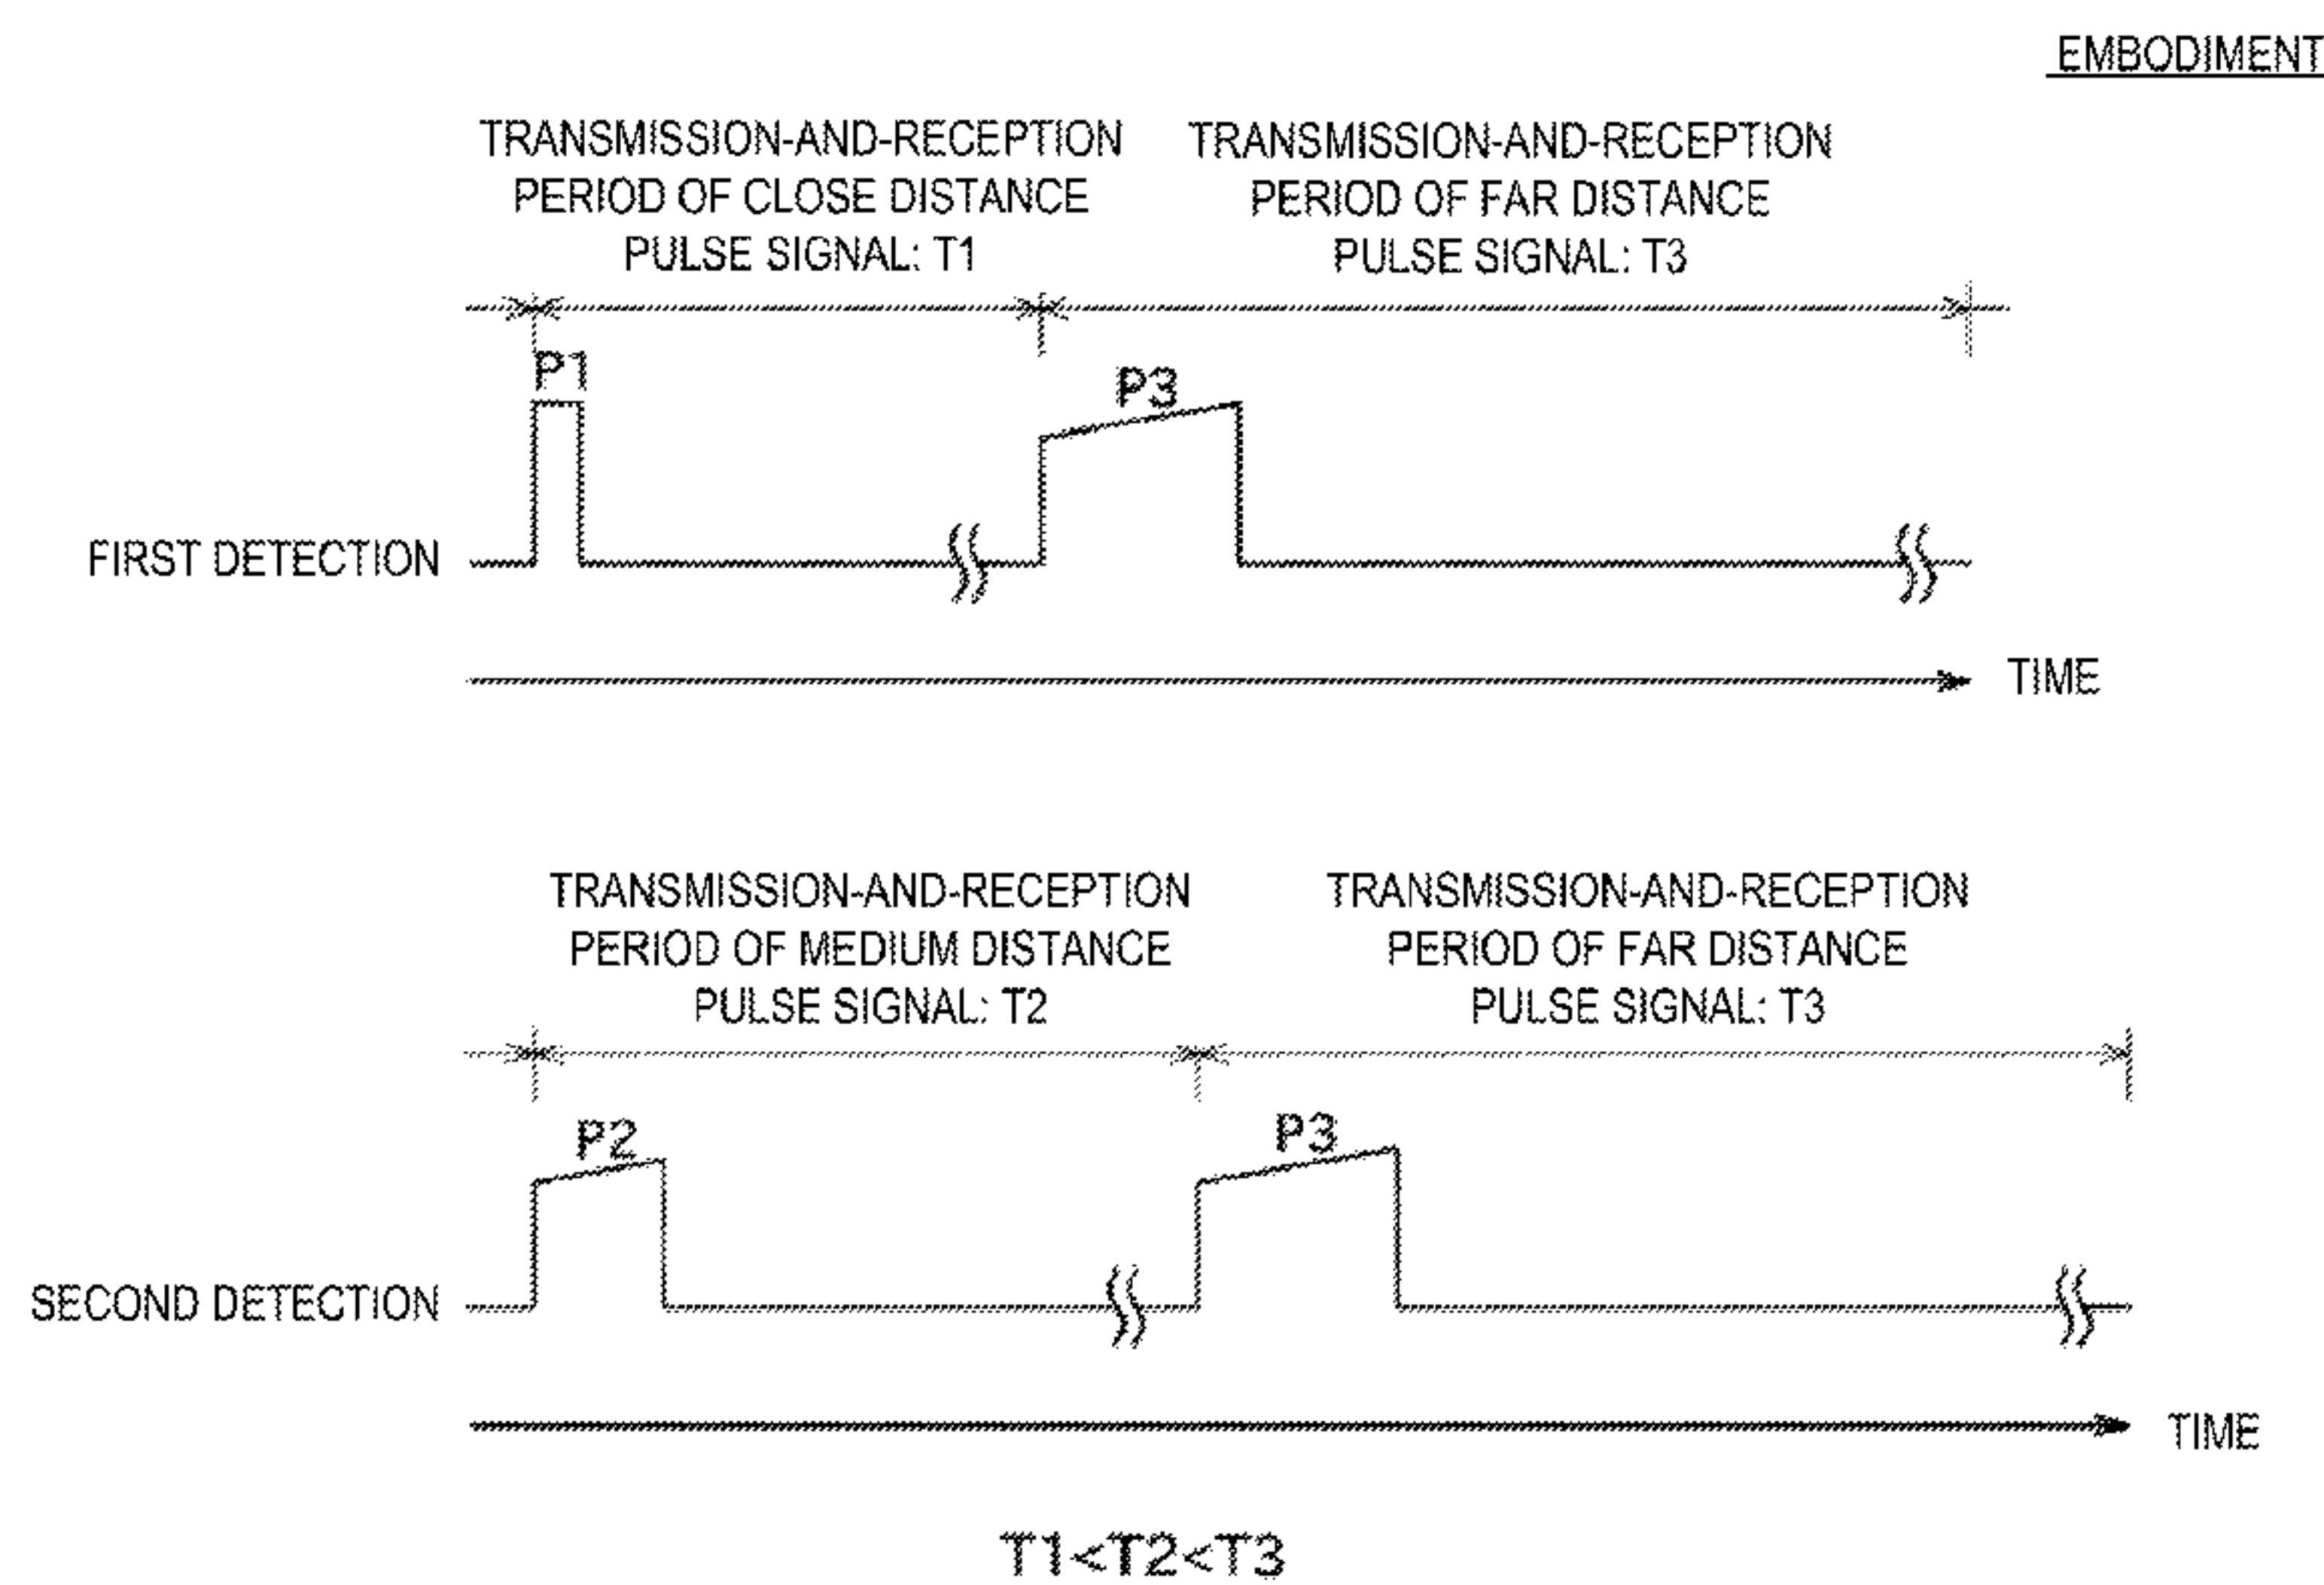 EMBODIMENT
TRANSMISSION-AND-RECEPTION
PERIOD OF CLOSE DISTANCE
PULSE SIGNAL: T1
TRANSMISSION-AND-RECEPTION
PERIOD OF FAR DISTANCE
PULSE SIGNAL: T3
P1
P3
FIRST DETECTION
TIME
TRANSMISSION-AND-RECEPTION
PERIOD OF MEDIUM DISTANCE
PULSE SIGNAL: T2
TRANSMISSION-AND-RECEPTION
PERIOD OF FAR DISTANCE
PULSE SIGNAL: T3
P2
P3
SECOND DETECTION
TIME
T1<T2<T3